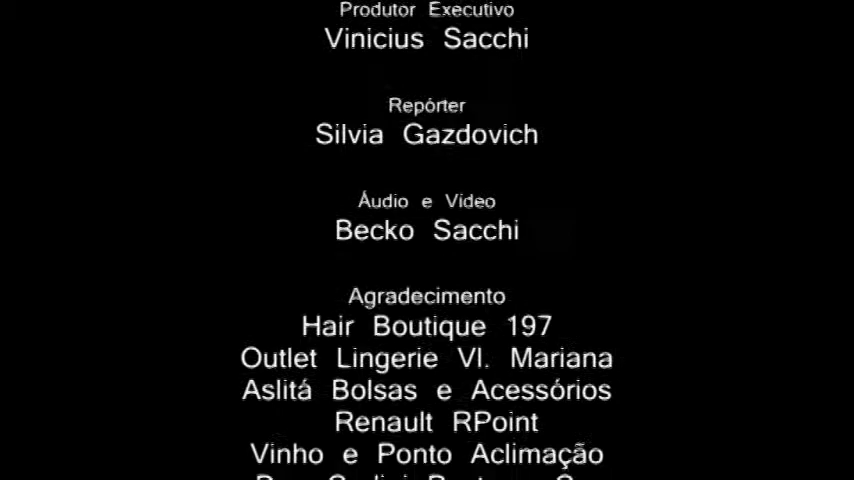 Produtor Executivo
Vinicius Sacchi
Repórter
Silvia Gazdovich
Áudio e Vídeo
Becko Sacchi
Agradecimento
Hair Boutique 197
Outlet Lingerie Vl. Mariana
Aslitá Bolsas e Acessórios
Renault RPoint
Vinho e Ponto Aclimação